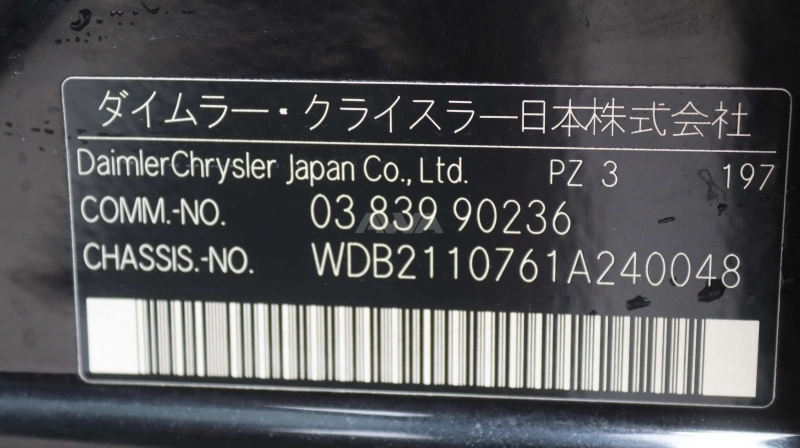 ダイムラー・クライスラー日本株式会社
DaimlerChrysler Japan Co., Ltd. PZ 3 197
COMM.-NO. 03 839 90236
CHASSIS.-NO. WDB2110761A240048
AVA